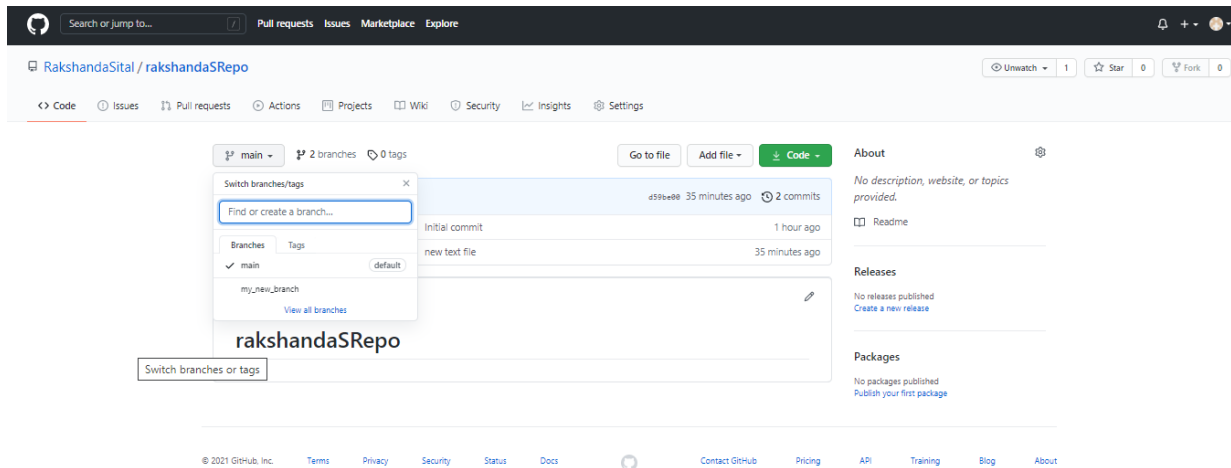 Search or jump to... /
Pull requests Issues Marketplace Explore
RakshandaSital / rakshandaSRepo
Unwatch 1 Star 0 Fork 0
Code Issues Pull requests Actions Projects Wiki Security Insights Settings
main 2 branches 0 tags
Go to file Add file Code
Switch branches/tags
Find or create a branch...
Branches Tags
main default
my_new_branch
View all branches
d59be00 35 minutes ago 2 commits
Initial commit 1 hour ago
new text file 35 minutes ago
rakshandaSRepo
Switch branches or tags
About
No description, website, or topics
provided.
Readme
Releases
No releases published
Create a new release
Packages
No packages published
Publish your first package
© 2021 GitHub, Inc. Terms Privacy Security Status Docs Contact GitHub Pricing API Training Blog About